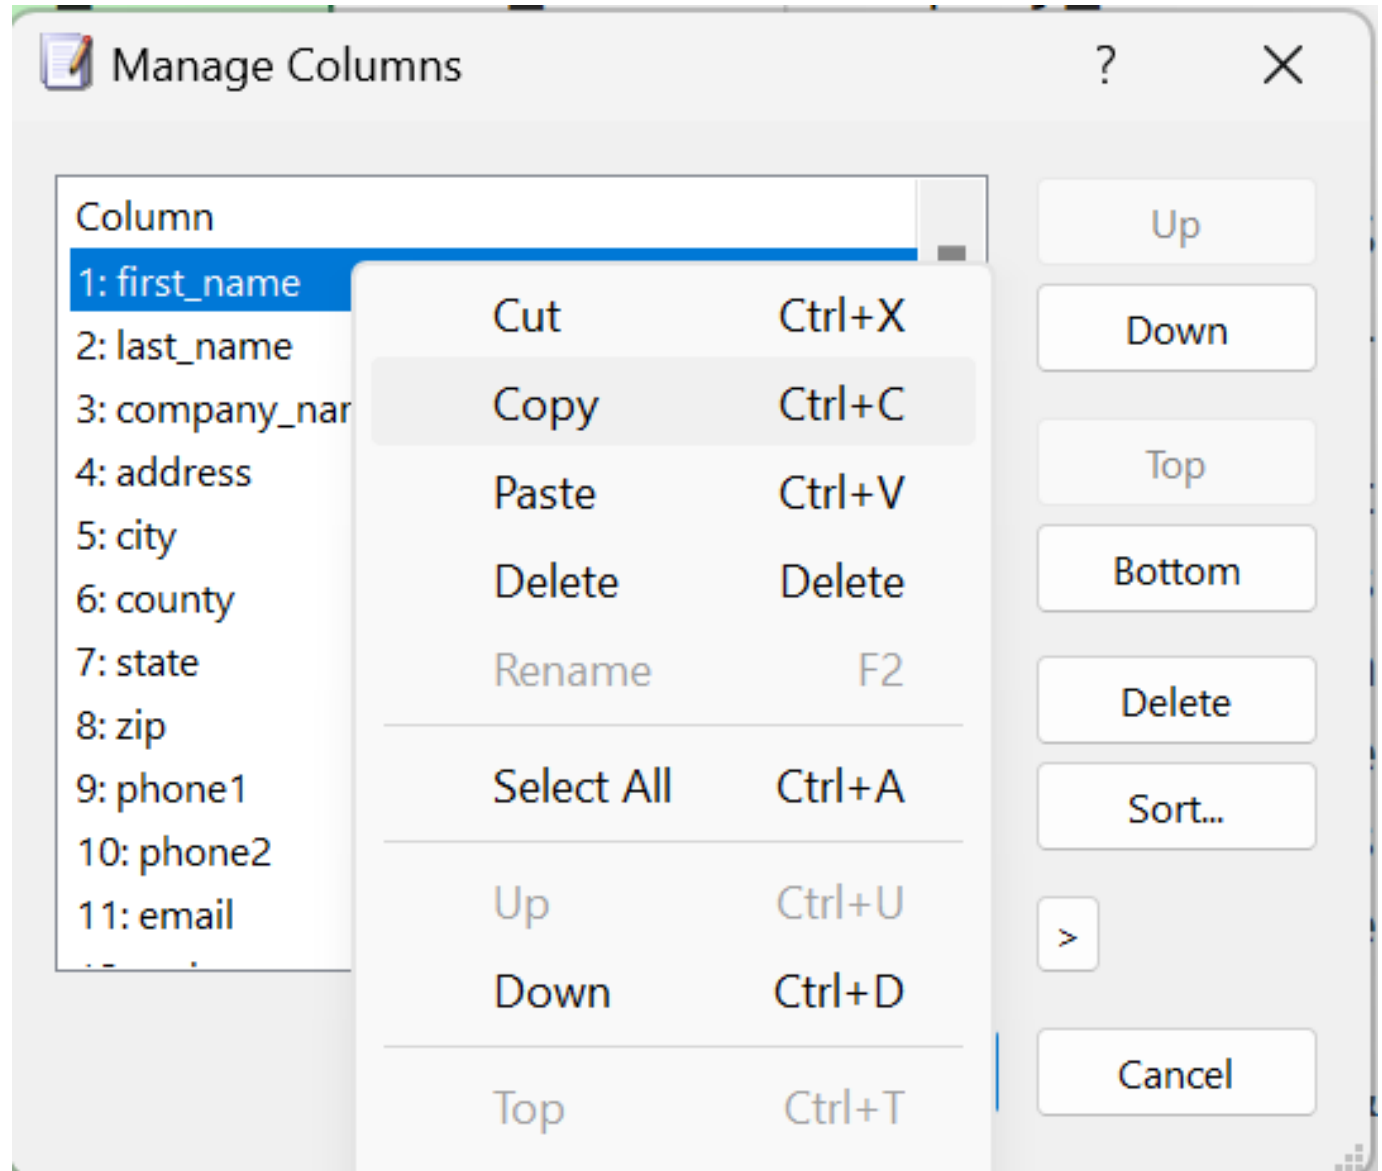 Manage Columns ?
Column
1: first_name
2: last_name
3: company_nar
4: address
5: city
6: county
7: state
8: zip
9: phone1
10: phone2
11: email
Cut Ctrl+X
Copy Ctrl+C
Paste Ctrl+V
Delete Delete
Rename F2
Select All Ctrl+A
Up Ctrl+U
Down Ctrl+D
Top Ctrl+T
Up
Down
Top
Bottom
Delete
Sort...
>
Cancel